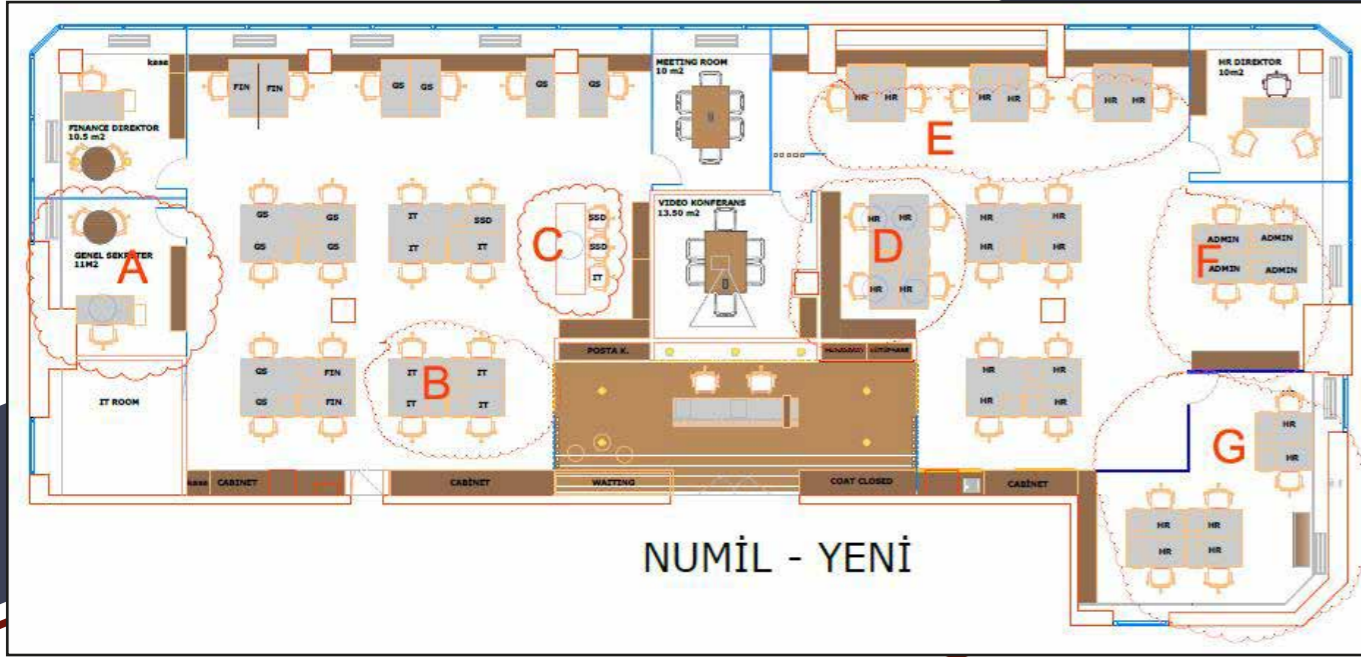 kasa
FIN
FIN
GS
GS
GS
GS
MEETING ROOM
10 m2
HR
HR
HR
HR
HR
HR
HR DIREKTOR
10m2
FINANCE DIREKTOR
10.5 m2
E
GENEL SEKRETER
11M2
A
GS
GS
GS
GS
IT
SSD
IT
IT
C
SSD
SSD
IT
VIDEO KONFERANS
13.50 m2
HR
HR
D
HR
HR
HR
HR
HR
HR
ADMIN
ADMIN
F
ADMIN
ADMIN
IT ROOM
GS
FIN
GS
FIN
B
IT
IT
IT
IT
POSTA K.
HR
HR
HR
HR
G
HR
HR
kasa
CABINET
CABİNET
WAITING
COAT CLOSED
CABİNET
HR
HR
HR
HR
NUMİL - YENİ